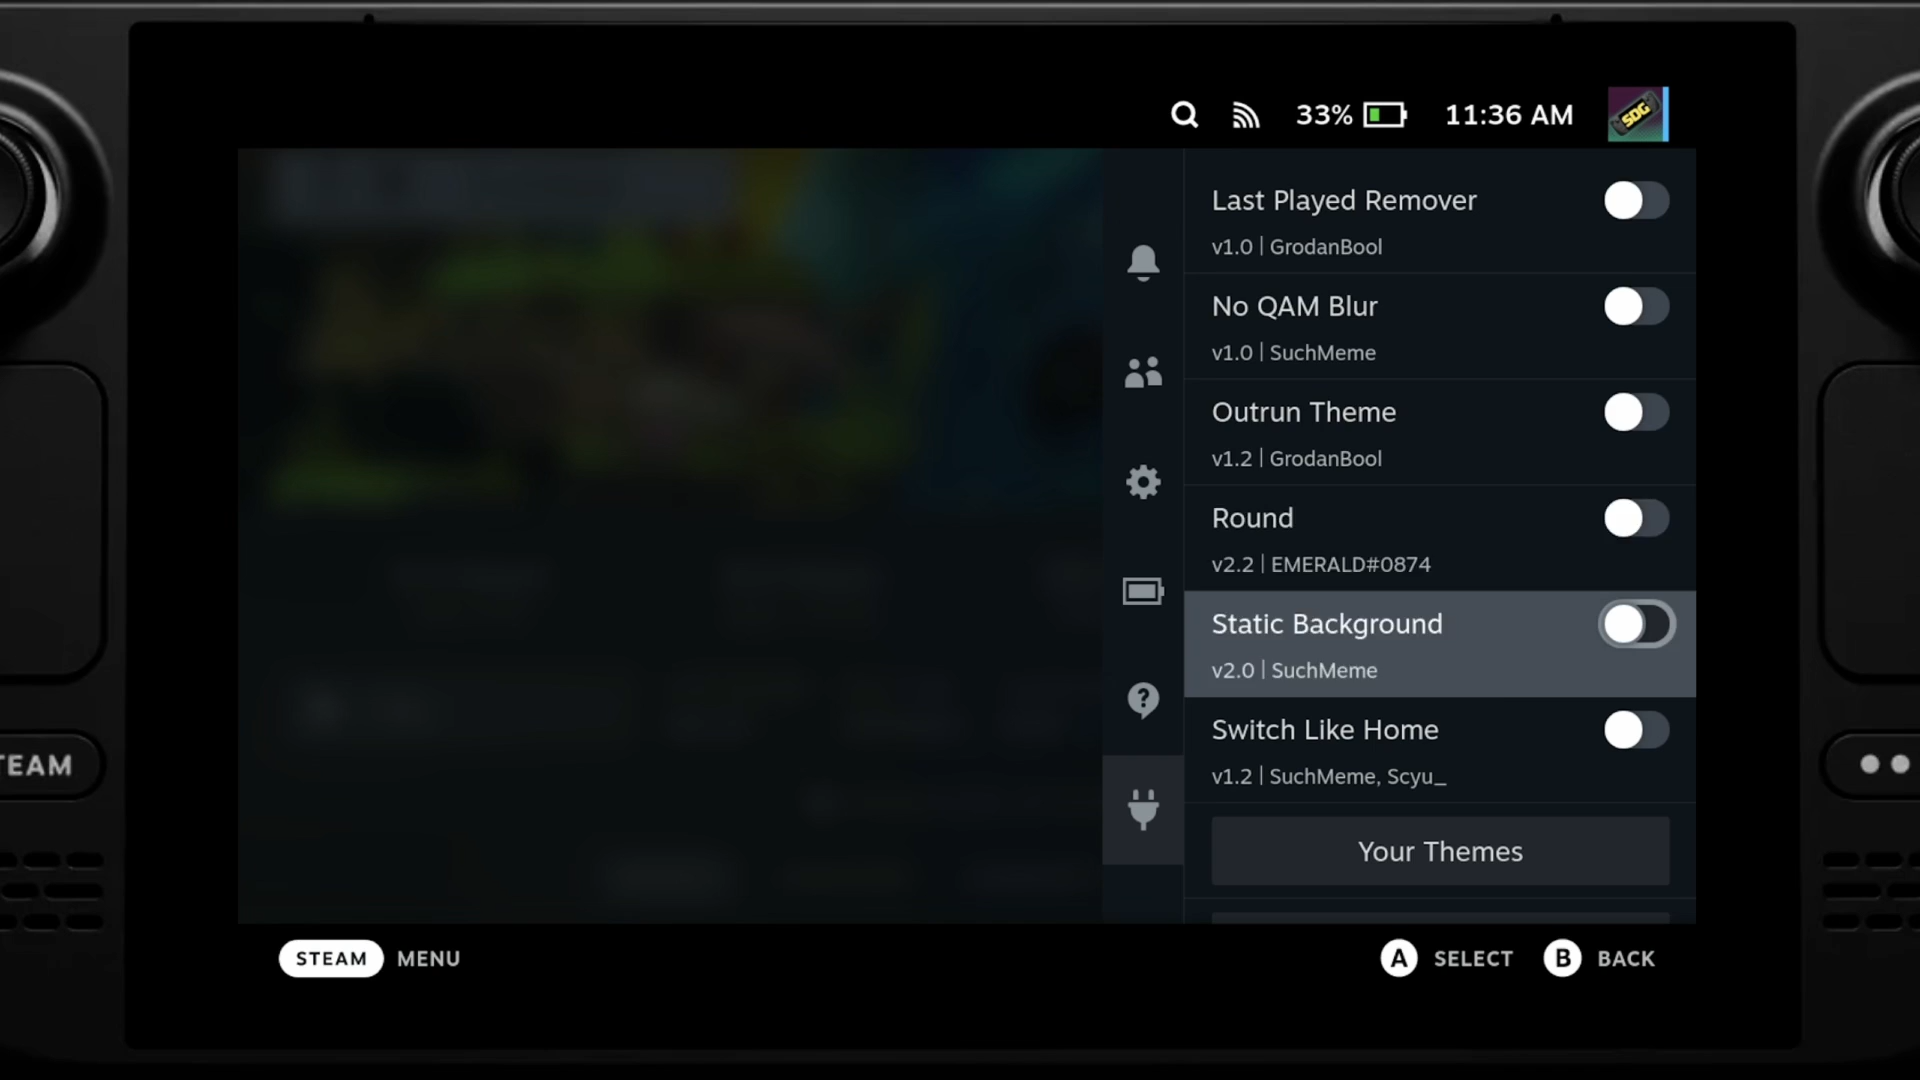 33%
11:36 AM
SDG
Last Played Remover
v1.0 | GrodanBool
No QAM Blur
v1.0 | SuchMeme
Outrun Theme
v1.2 | GrodanBool
Round
v2.2 | EMERALD#0874
Static Background
v2.0 | SuchMeme
Switch Like Home
v1.2 | SuchMeme, Scyu_
Your Themes
TEAM
STEAM MENU
A SELECT B BACK